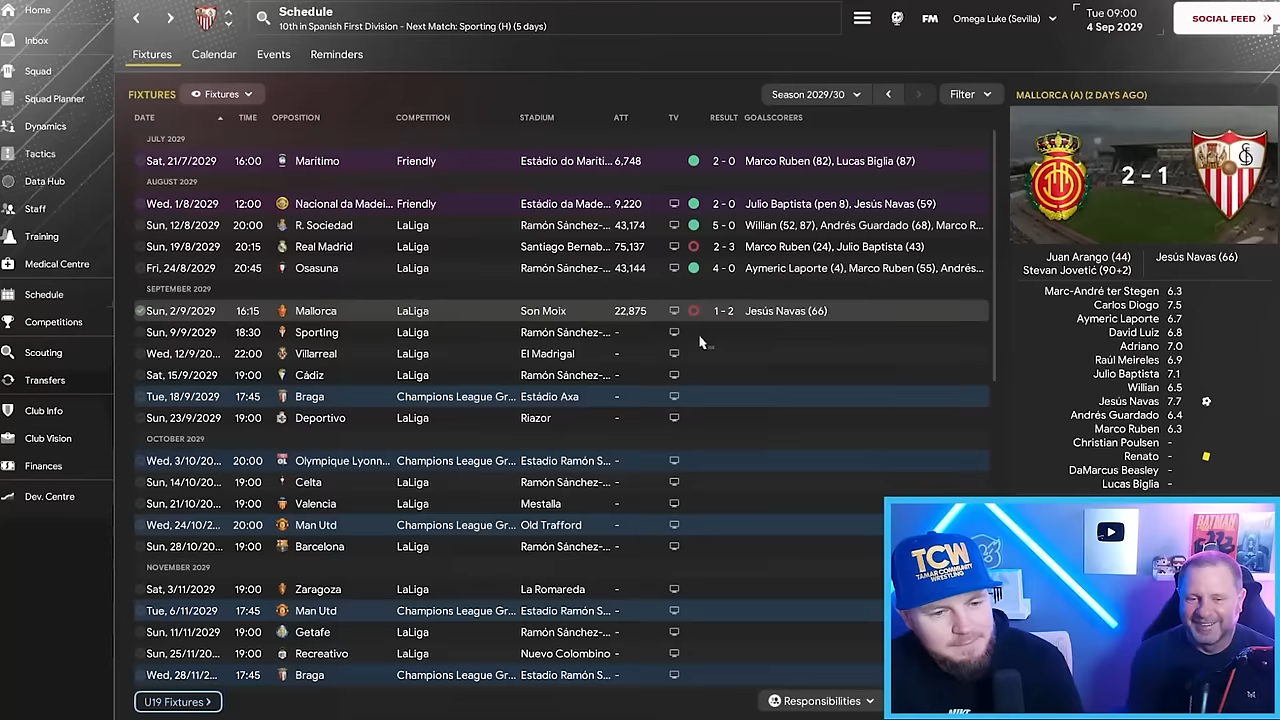 Home
Inbox
Squad
Squad Planner
Dynamics
Tactics
Data Hub
Staff
Training
Medical Centre
Schedule
Competitions
Scouting
Transfers
Club Info
Club Vision
Finances
Dev. Centre
Schedule
10th in Spanish First Division - Next Match: Sporting (H) (5 days)
FM
Omega Luke (Sevilla)
Tue 09:00
4 Sep 2029
SOCIAL FEED
Fixtures Calendar Events Reminders
FIXTURES Fixtures Season 2029/30 Filter
DATE TIME OPPOSITION COMPETITION STADIUM ATT TV RESULT GOALSCORERS
JULY 2029
Sat, 21/7/2029 16:00 Marítimo Friendly Estádio do Maríti... 6,748 2 - 0 Marco Ruben (82), Lucas Biglia (87)
AUGUST 2029
Wed, 1/8/2029 12:00 Nacional da Madei... Friendly Estádio da Made... 9,220 2 - 0 Julio Baptista (pen 8), Jesús Navas (59)
Sun, 12/8/2029 20:00 R. Sociedad LaLiga Ramón Sánchez-... 43,174 5 - 0 Willian (52, 87), Andrés Guardado (68), Marco R...
Sun, 19/8/2029 20:15 Real Madrid LaLiga Santiago Bernab... 75,137 2 - 3 Marco Ruben (24), Julio Baptista (43)
Fri, 24/8/2029 20:45 Osasuna LaLiga Ramón Sánchez-... 43,144 4 - 0 Aymeric Laporte (4), Marco Ruben (55), Andrés...
SEPTEMBER 2029
Sun, 2/9/2029 16:15 Mallorca LaLiga Son Moix 22,875 1 - 2 Jesús Navas (66)
Sun, 9/9/2029 18:30 Sporting LaLiga Ramón Sánchez-... -
Wed, 12/9/20... 22:00 Villarreal LaLiga El Madrigal -
Sat, 15/9/2029 19:00 Cádiz LaLiga Ramón Sánchez-... -
Tue, 18/9/2029 17:45 Braga Champions League Gr... Estádio Axa -
Sun, 23/9/2029 19:00 Deportivo LaLiga Riazor -
OCTOBER 2029
Wed, 3/10/20... 20:00 Olympique Lyonn... Champions League Gr... Estadio Ramón S... -
Sun, 14/10/20... 19:00 Celta LaLiga Ramón Sánchez-... -
Sun, 21/10/20... 19:00 Valencia LaLiga Mestalla -
Wed, 24/10/2... 20:00 Man Utd Champions League Gr... Old Trafford -
Sun, 28/10/20... 19:00 Barcelona LaLiga Ramón Sánchez-... -
NOVEMBER 2029
Sat, 3/11/2029 19:00 Zaragoza LaLiga La Romareda -
Tue, 6/11/2029 17:45 Man Utd Champions League Gr... Estadio Ramón S... -
Sun, 11/11/2029 19:00 Getafe LaLiga Ramón Sánchez-... -
Sun, 25/11/2029 19:00 Recreativo LaLiga Nuevo Colombino -
Wed, 28/11/2... 17:45 Braga Champions League Gr... Estadio Ramón S... -
U19 Fixtures >
Responsibilities
MALLORCA (A) (2 DAYS AGO)
2 - 1
Juan Arango (44) Jesús Navas (66)
Stevan Jovetić (90+2)
Marc-André ter Stegen 6.3
Carlos Diogo 7.5
Aymeric Laporte 6.7
David Luiz 6.8
Adriano 7.0
Raúl Meireles 6.9
Julio Baptista 7.1
Willian 6.5
Jesús Navas 7.7
Andrés Guardado 6.4
Marco Ruben 6.3
Christian Poulsen -
Renato -
DaMarcus Beasley -
Lucas Biglia -
TCW
TAMAR COMMUNITY
WRESTLING
BATMAN
NIKE